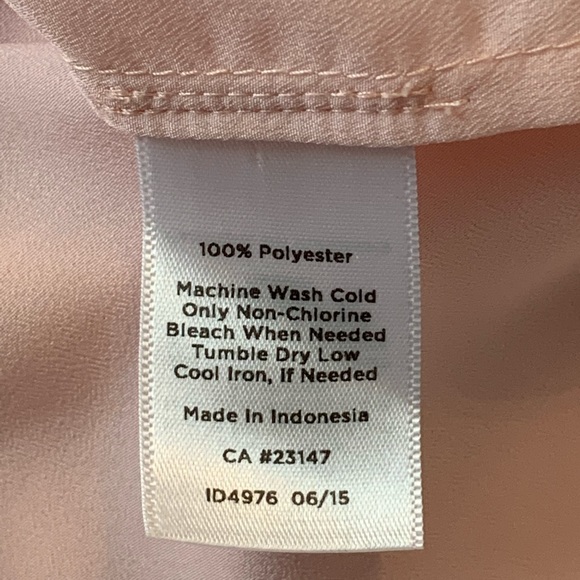 100% Polyester
Machine Wash Cold
Only Non-Chlorine
Bleach When Needed
Tumble Dry Low
Cool Iron, If Needed
Made In Indonesia
CA #23147
ID4976 06/15